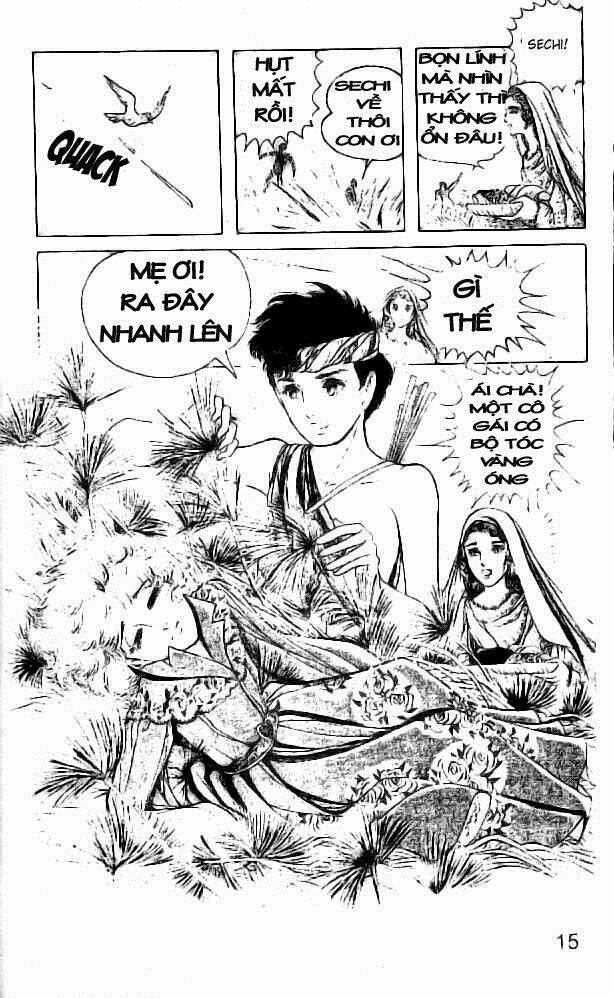 QUACK
HỤT
MẤT
RỒI!
SECHI
VỀ
THÔI
CON ƠI
' SECHI!
BỌN LÍNH
MÀ NHÌN
THẤY THÌ
KHÔNG
ỔN ĐÂU!
MẸ ƠI!
RA ĐÂY
NHANH LÊN
GÌ
THẾ
ÁI CHÀ!
MỘT CÔ
GÁI CÓ
BỘ TÓC
VÀNG
ÓNG
15